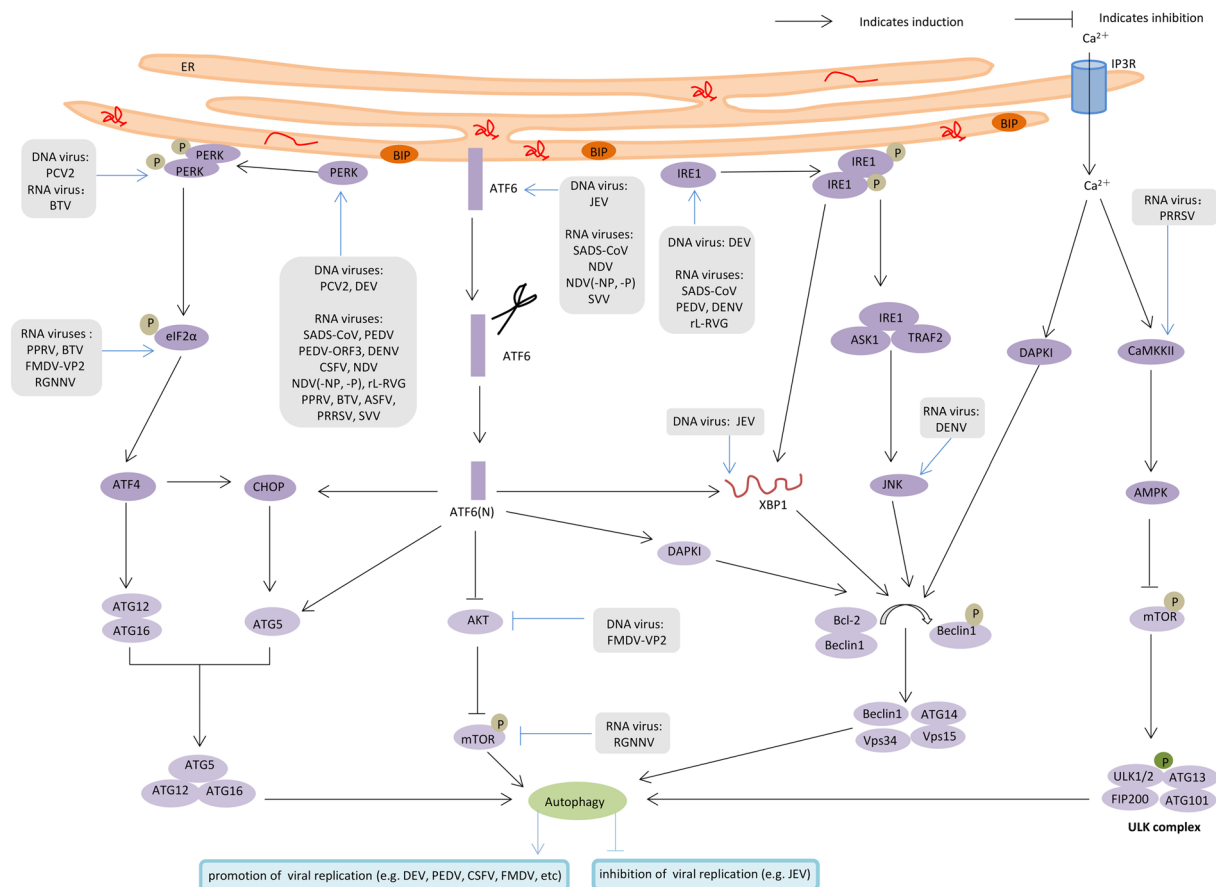 Indicates induction
Indicates inhibition
Ca²⁺
ER
IP3R
BIP
P
PERK
P
PERK
BIP
BIP
DNA virus:
PCV2
RNA virus:
BTV
PERK
ATF6
DNA virus:
JEV
RNA viruses:
SADS-CoV
NDV
NDV(-NP, -P)
SVV
IRE1
IRE1
P
IRE1
P
Ca²⁺
RNA virus:
PRRSV
DNA virus: DEV
RNA viruses:
SADS-CoV
PEDV, DENV
rL-RVG
DNA viruses:
PCV2, DEV
RNA viruses:
SADS-CoV, PEDV
PEDV-ORF3, DENV
CSFV, NDV
NDV(-NP, -P), rL-RVG
PPRV, BTV, ASFV,
PRRSV, SVV
P
eIF2α
RNA viruses :
PPRV, BTV
FMDV-VP2
RGNNV
ATF6
IRE1
ASK1
TRAF2
DAPKI
CaMKKII
DNA virus: JEV
RNA virus:
DENV
ATF4
CHOP
ATF6(N)
XBP1
JNK
AMPK
DAPKI
ATG12
ATG16
ATG5
AKT
DNA virus:
FMDV-VP2
Bcl-2
Beclin1
P
Beclin1
P
mTOR
P
mTOR
RNA virus:
RGNNV
Beclin1
ATG14
Vps34
Vps15
ATG5
ATG12
ATG16
Autophagy
P
ULK1/2
ATG13
FIP200
ATG101
ULK complex
promotion of viral replication (e.g. DEV, PEDV, CSFV, FMDV, etc)
inhibition of viral replication (e.g. JEV)